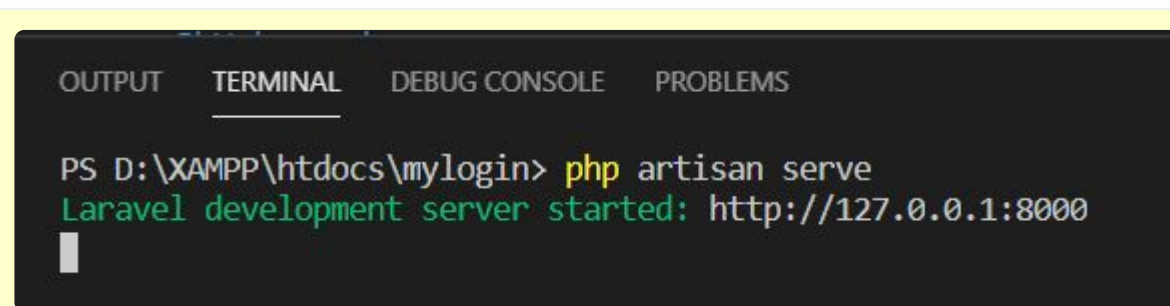 OUTPUT TERMINAL DEBUG CONSOLE PROBLEMS
PS D:\XAMPP\htdocs\mylogin> php artisan serve
Laravel development server started: http://127.0.0.1:8000